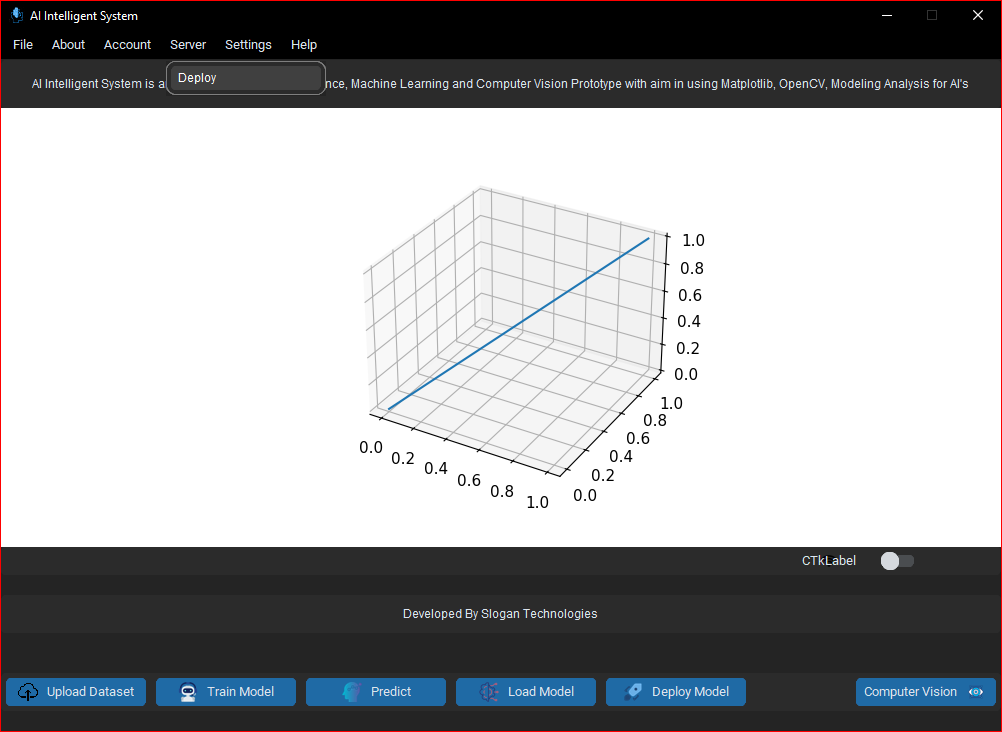 AI Intelligent System
File About Account Server Settings Help
Deploy
AI Intelligent System is a nce, Machine Learning and Computer Vision Prototype with aim in using Matplotlib, OpenCV, Modeling Analysis for AI's
1.0
0.8
0.6
0.4
0.2
0.0
1.0
0.8
0.6
0.4
0.2
0.0
0.0
0.2
0.4
0.6
0.8
1.0
CTkLabel
Developed By Slogan Technologies
Upload Dataset Train Model Predict Load Model Deploy Model Computer Vision